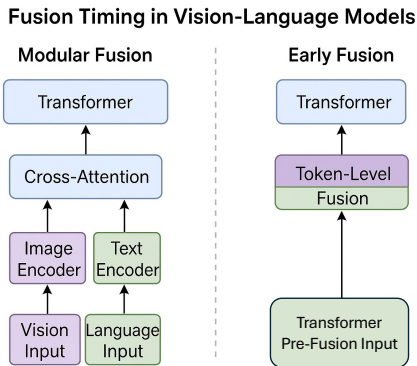 Fusion Timing in Vision-Language Models
Modular Fusion
Transformer
Cross-Attention
Image
Encoder
Text
Encoder
Vision
Input
Language
Input
Early Fusion
Transformer
Token-Level
Fusion
Transformer
Pre-Fusion Input